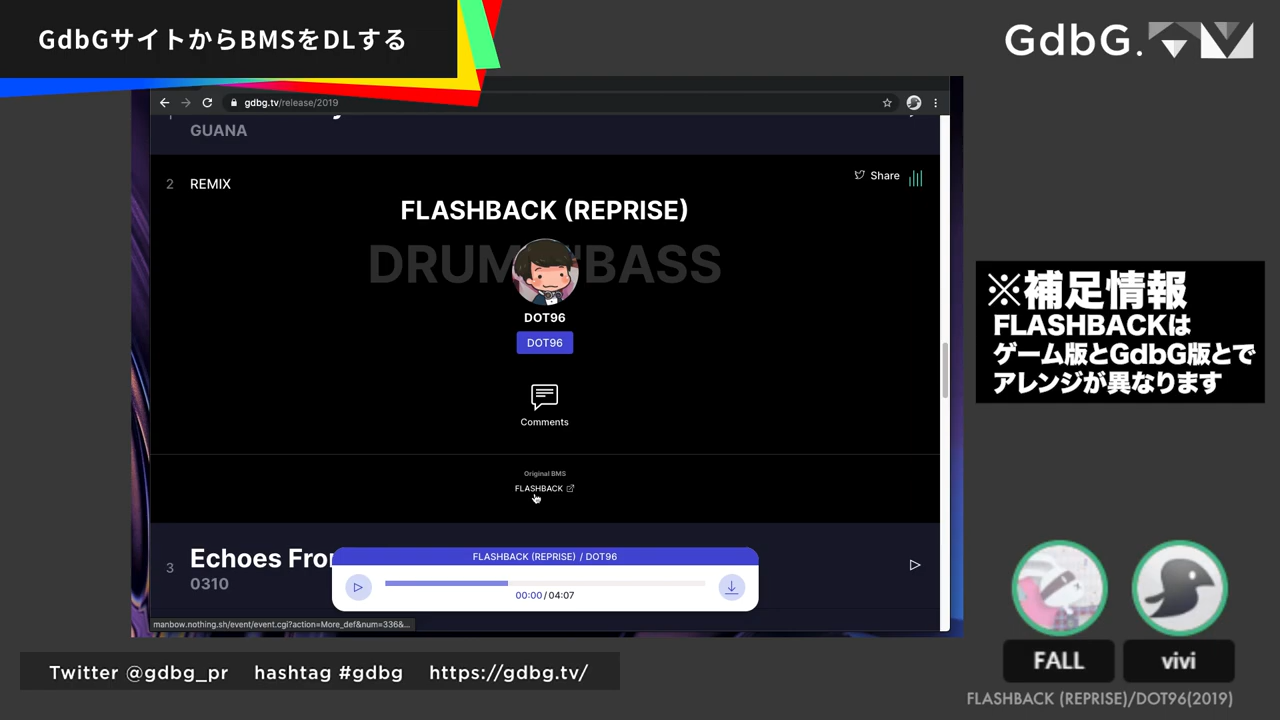 GdbGサイトからBMSをDLする
GdbG.TV
gdbg.tv/release/2019
GUANA
2 REMIX
Share
FLASHBACK (REPRISE)
DOT96
DOT96
Comments
Original BMS
FLASHBACK
3 Echoes Fro
0310
FLASHBACK (REPRISE) / DOT96
00:00/04:07
manbow.nothing.sh/event/event.cgi?action=More_def&num=336&...
※補足情報
FLASHBACKは
ゲーム版とGdbG版とで
アレンジが異なります
FALL
vivi
Twitter @gdbg_pr hashtag #gdbg https://gdbg.tv/
FLASHBACK (REPRISE)/DOT96(2019)